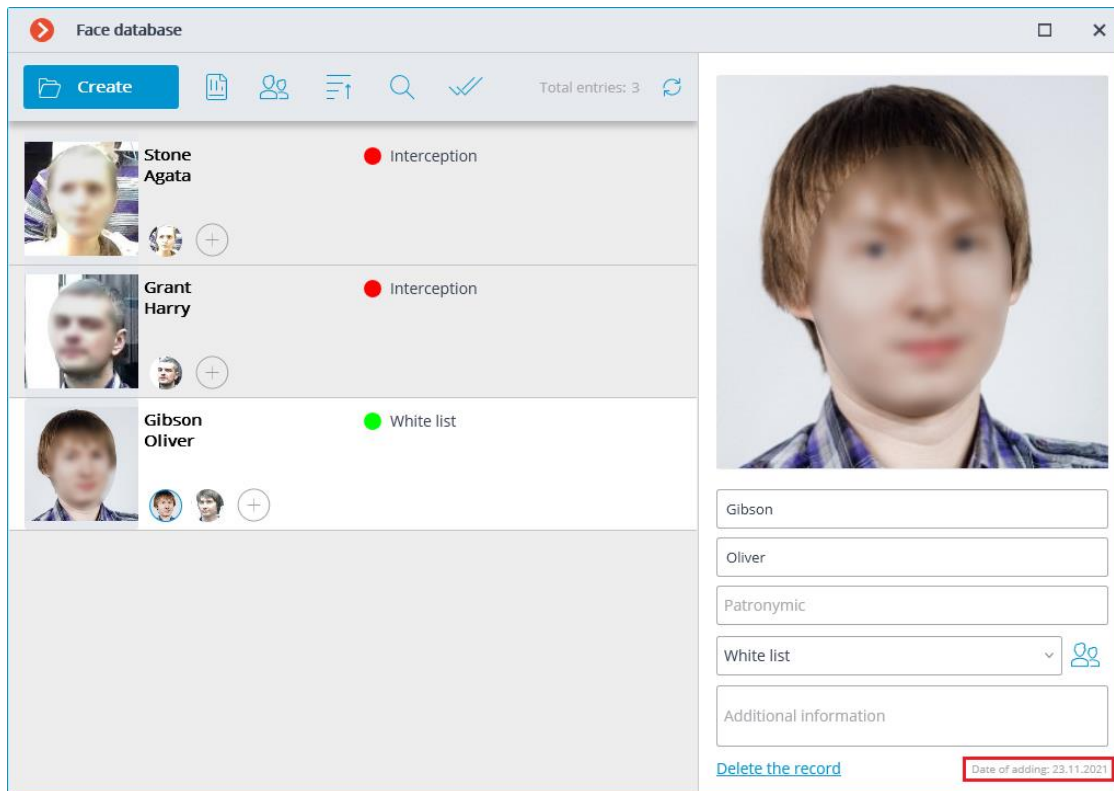 Face database
Create
Total entries: 3
Stone
Agata
Interception
Grant
Harry
Interception
Gibson
Oliver
White list
Gibson
Oliver
Patronymic
White list
Additional information
Delete the record
Date of adding: 23.11.2021